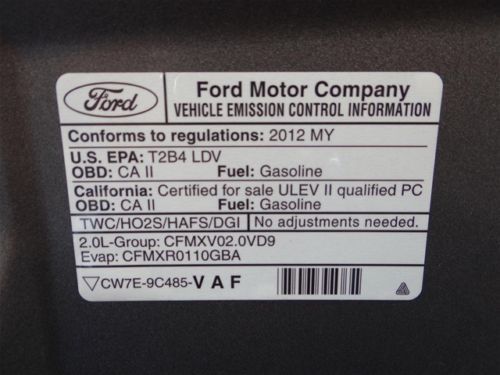 Ford
Ford Motor Company
VEHICLE EMISSION CONTROL INFORMATION
Conforms to regulations: 2012 MY
U.S. EPA: T2B4 LDV
OBD: CA II Fuel: Gasoline
California: Certified for sale ULEV II qualified PC
OBD: CA II Fuel: Gasoline
TWC/HO2S/HAFS/DGI No adjustments needed.
2.0L-Group: CFMXV02.0VD9
Evap: CFMXR0110GBA
CW7E-9C485-VAF